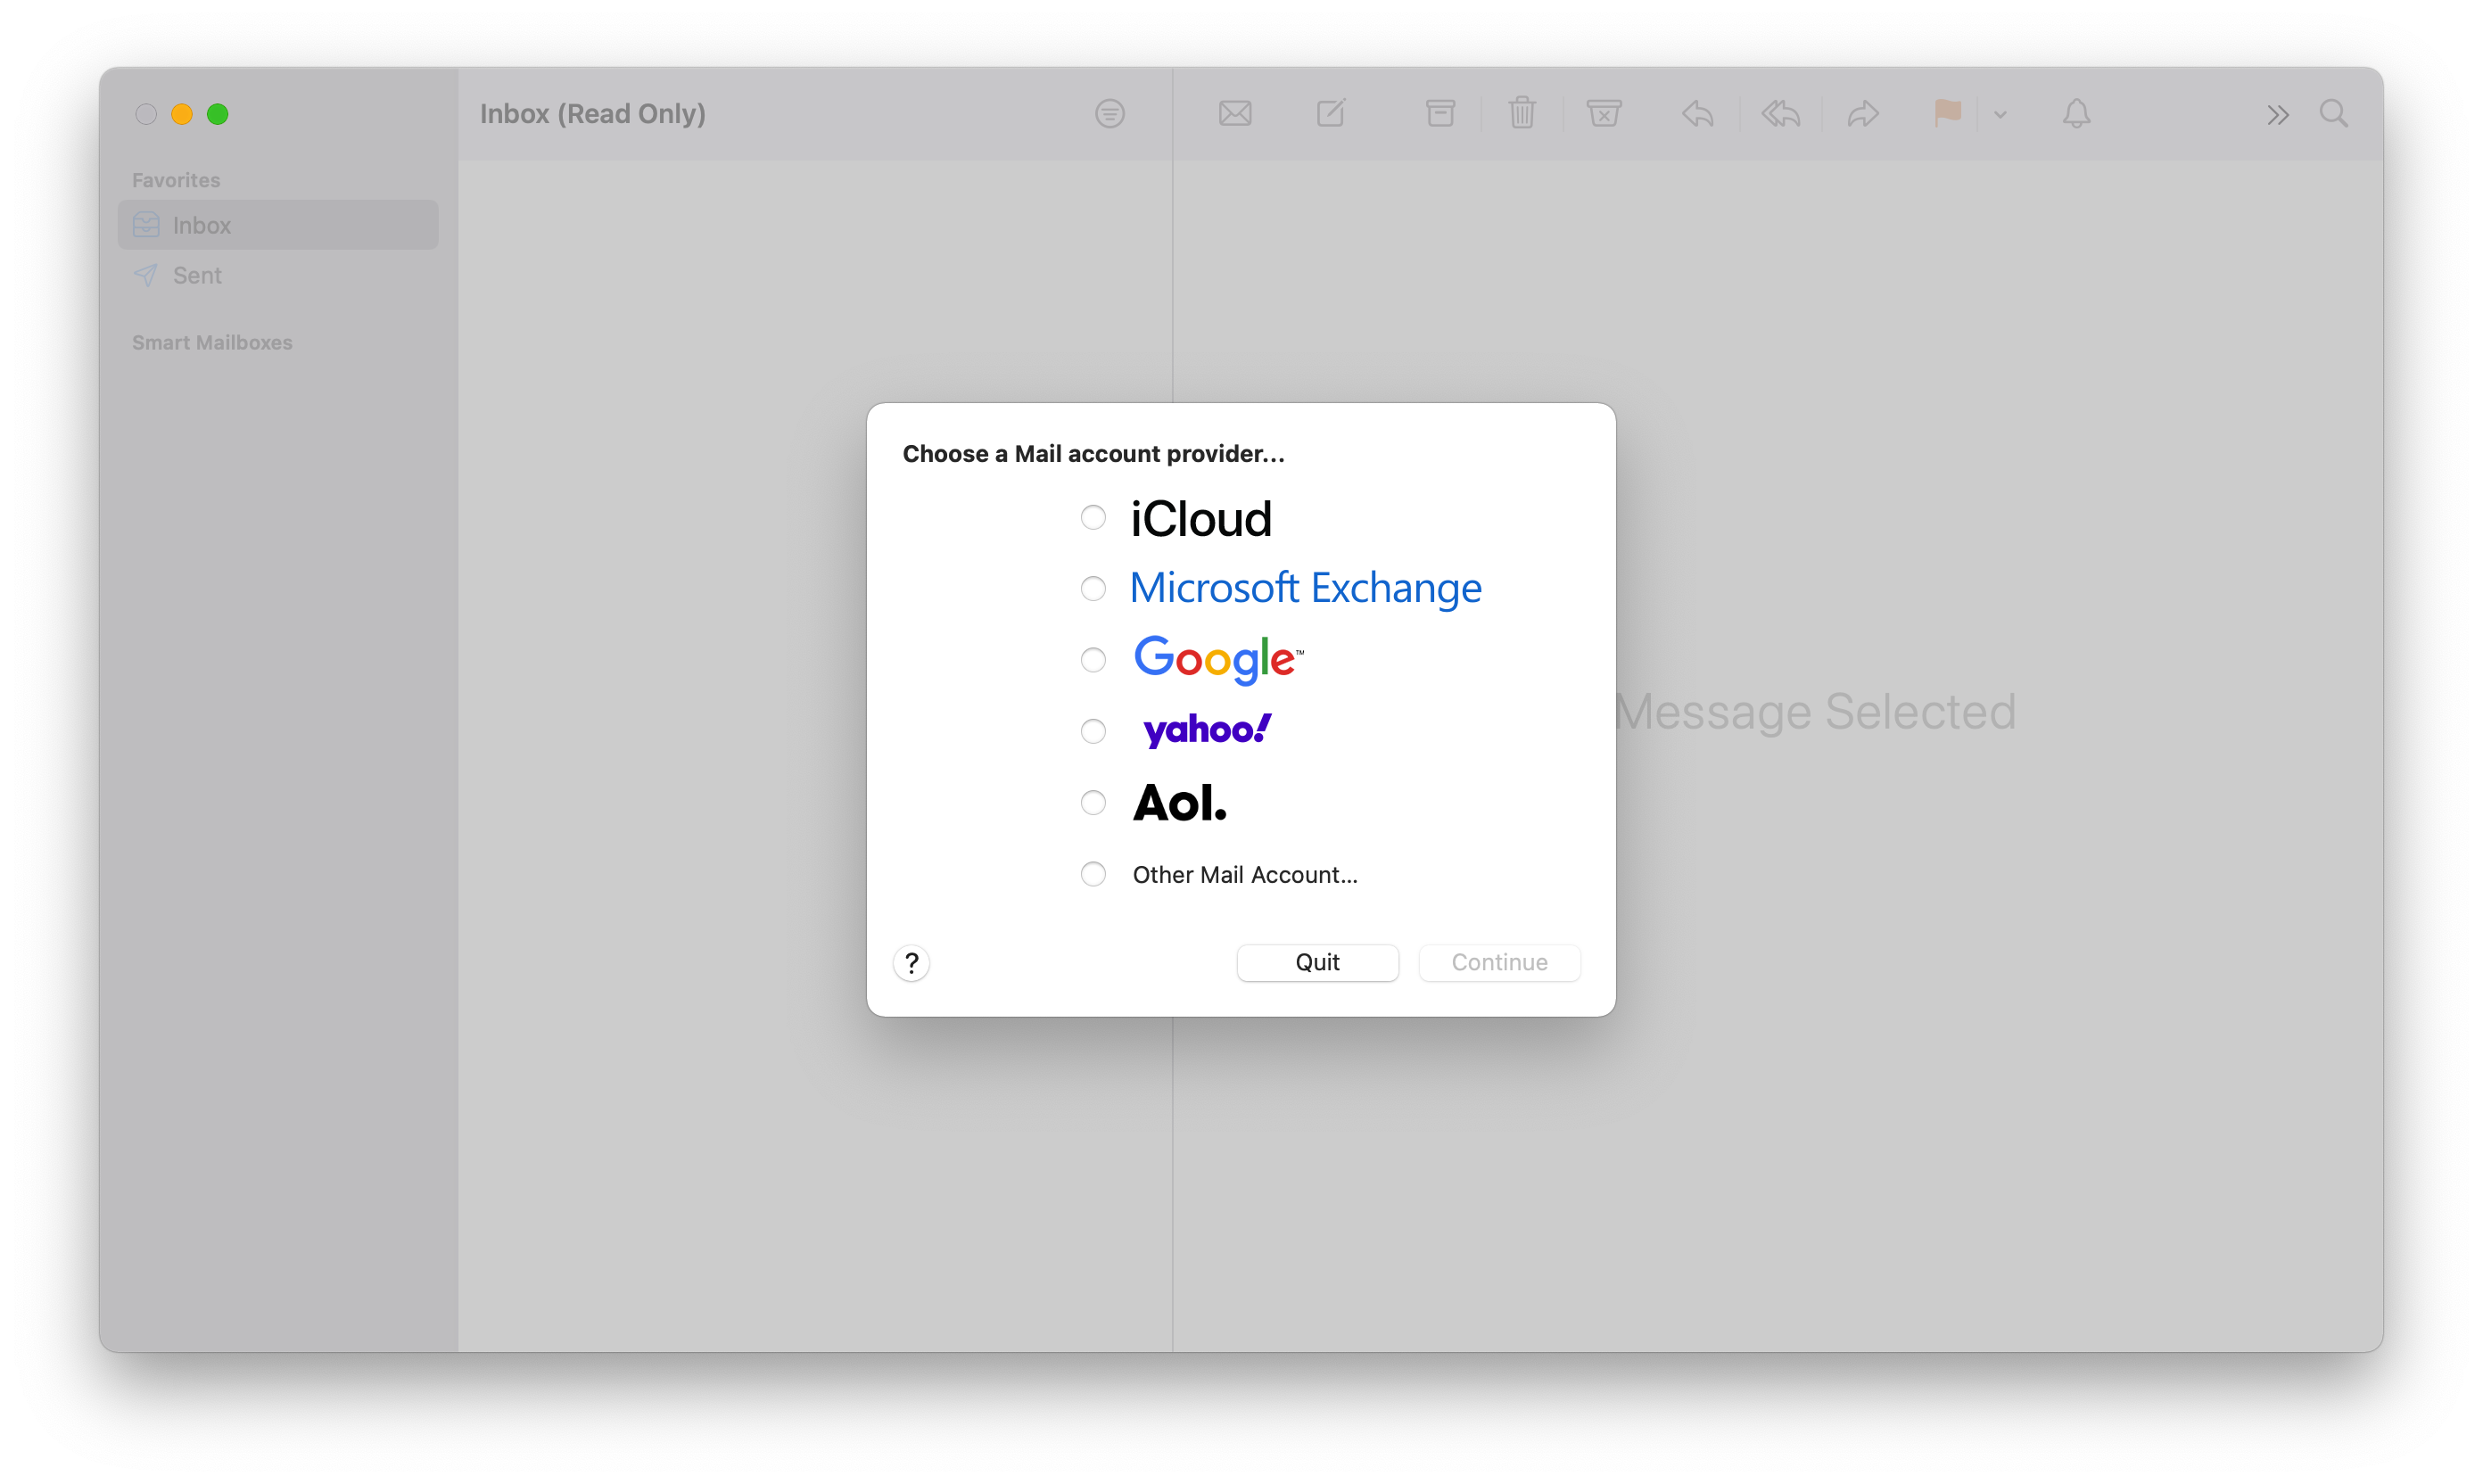 Inbox (Read Only)
Favorites
Inbox
Sent
Smart Mailboxes
Message Selected
Choose a Mail account provider...
iCloud
Microsoft Exchange
Google™
yahoo!
Aol.
Other Mail Account...
?
Quit
Continue